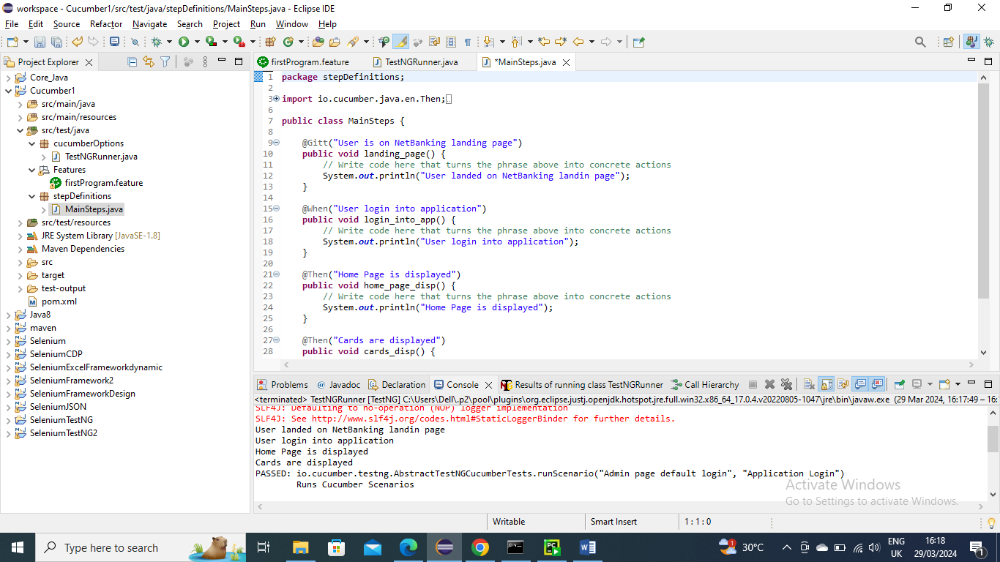 workspace - Cucumber1/src/test/java/stepDefinitions/MainSteps.java - Eclipse IDE
File Edit Source Refactor Navigate Search Project Run Window Help
Project Explorer
firstProgram.feature
TestNGRunner.java
*MainSteps.java
Core_Java
Cucumber1
src/main/java
src/main/resources
src/test/java
cucumberOptions
TestNGRunner.java
Features
firstProgram.feature
stepDefinitions
MainSteps.java
src/test/resources
JRE System Library [JavaSE-1.8]
Maven Dependencies
src
target
test-output
pom.xml
Java8
maven
Selenium
SeleniumCDP
SeleniumExcelFrameworkdynamic
SeleniumFramework2
SeleniumFrameworkDesign
SeleniumJSON
SeleniumTestNG
SeleniumTestNG2
1 package stepDefinitions;
2
3 import io.cucumber.java.en.Then;
6
7 public class MainSteps {
8
9 @Gitt("User is on NetBanking landing page")
10 public void landing_page() {
11 // Write code here that turns the phrase above into concrete actions
12 System.out.println("User landed on NetBanking landin page");
13 }
14
15 @When("User login into application")
16 public void login_into_app() {
17 // Write code here that turns the phrase above into concrete actions
18 System.out.println("User login into application");
19 }
20
21 @Then("Home Page is displayed")
22 public void home_page_disp() {
23 // Write code here that turns the phrase above into concrete actions
24 System.out.println("Home Page is displayed");
25 }
26
27 @Then("Cards are displayed")
28 public void cards_disp() {
Problems @ Javadoc Declaration Console Results of running class TestNGRunner Call Hierarchy
<terminated> TestNGRunner [TestNG] C:\Users\Dell\.p2\pool\plugins\org.eclipse.justj.openjdk.hotspot.jre.full.win32.x86_64_17.0.4.v20220805-1047\jre\bin\javaw.exe (29 Mar 2024, 16:17:49 – 16:
SLF4J: Defaulting to no-operation (NOP) logger implementation
SLF4J: See http://www.slf4j.org/codes.html#StaticLoggerBinder for further details.
User landed on NetBanking landin page
User login into application
Home Page is displayed
Cards are displayed
PASSED: io.cucumber.testng.AbstractTestNGCucumberTests.runScenario("Admin page default login", "Application Login")
Runs Cucumber Scenarios
Activate Windows
Go to Settings to activate Windows.
Writable
Smart Insert
1 : 1 : 0
Type here to search
30°C
ENG
UK
16:18
29/03/2024